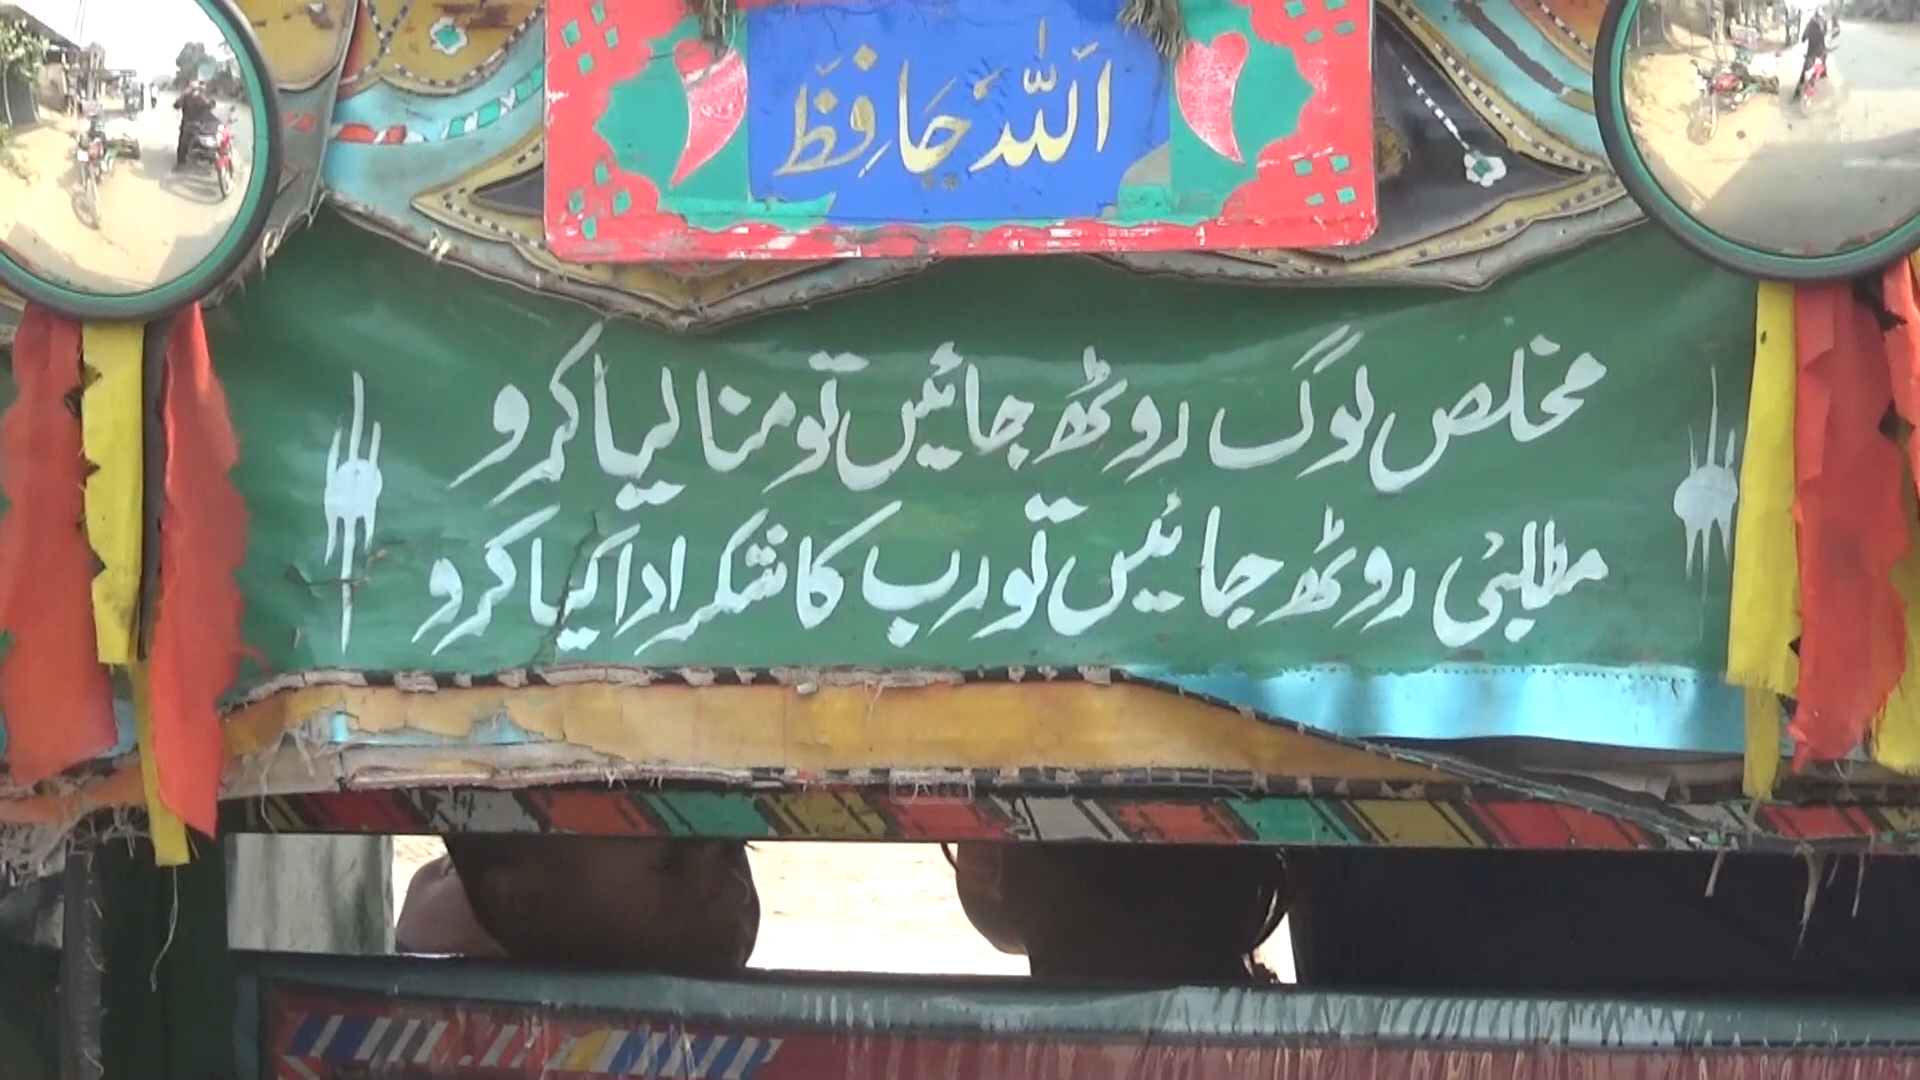 اللہ حافظ
مخلص لوگ روٹھ جائیں تو منا لیا کرو
مطلبی روٹھ جائیں تو رب کا شکر ادا کیا کرو